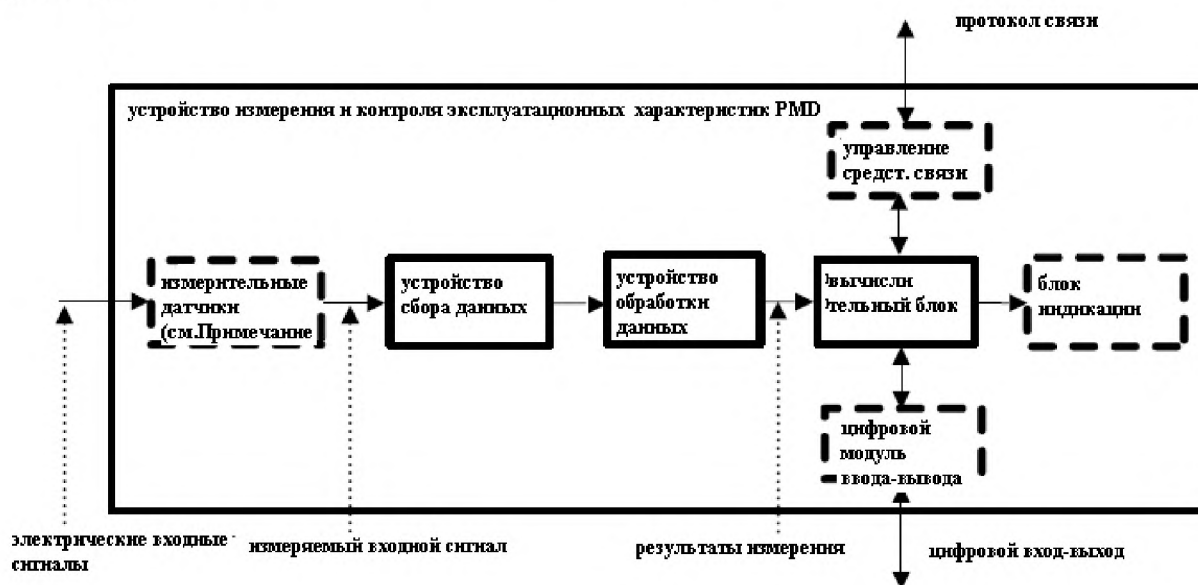 протокол связи
устройство измерения и контроля эксплуатационных характеристик PMD
управление
средст. связи
измерительные
датчики
(см.Примечание
устройство
сбора данных
устройство
обработки
данных
вычисли
тельный блок
блок
индикации
цифровой
модуль
ввода-вывода
электрические входные
сигналы
измеряемый входной сигнал
результаты измерения
цифровой вход-выход